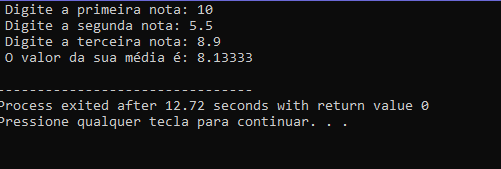 Digite a primeira nota: 10
Digite a segunda nota: 5.5
Digite a terceira nota: 8.9
O valor da sua média é: 8.13333
--------------------------------
Process exited after 12.72 seconds with return value 0
Pressione qualquer tecla para continuar. . .